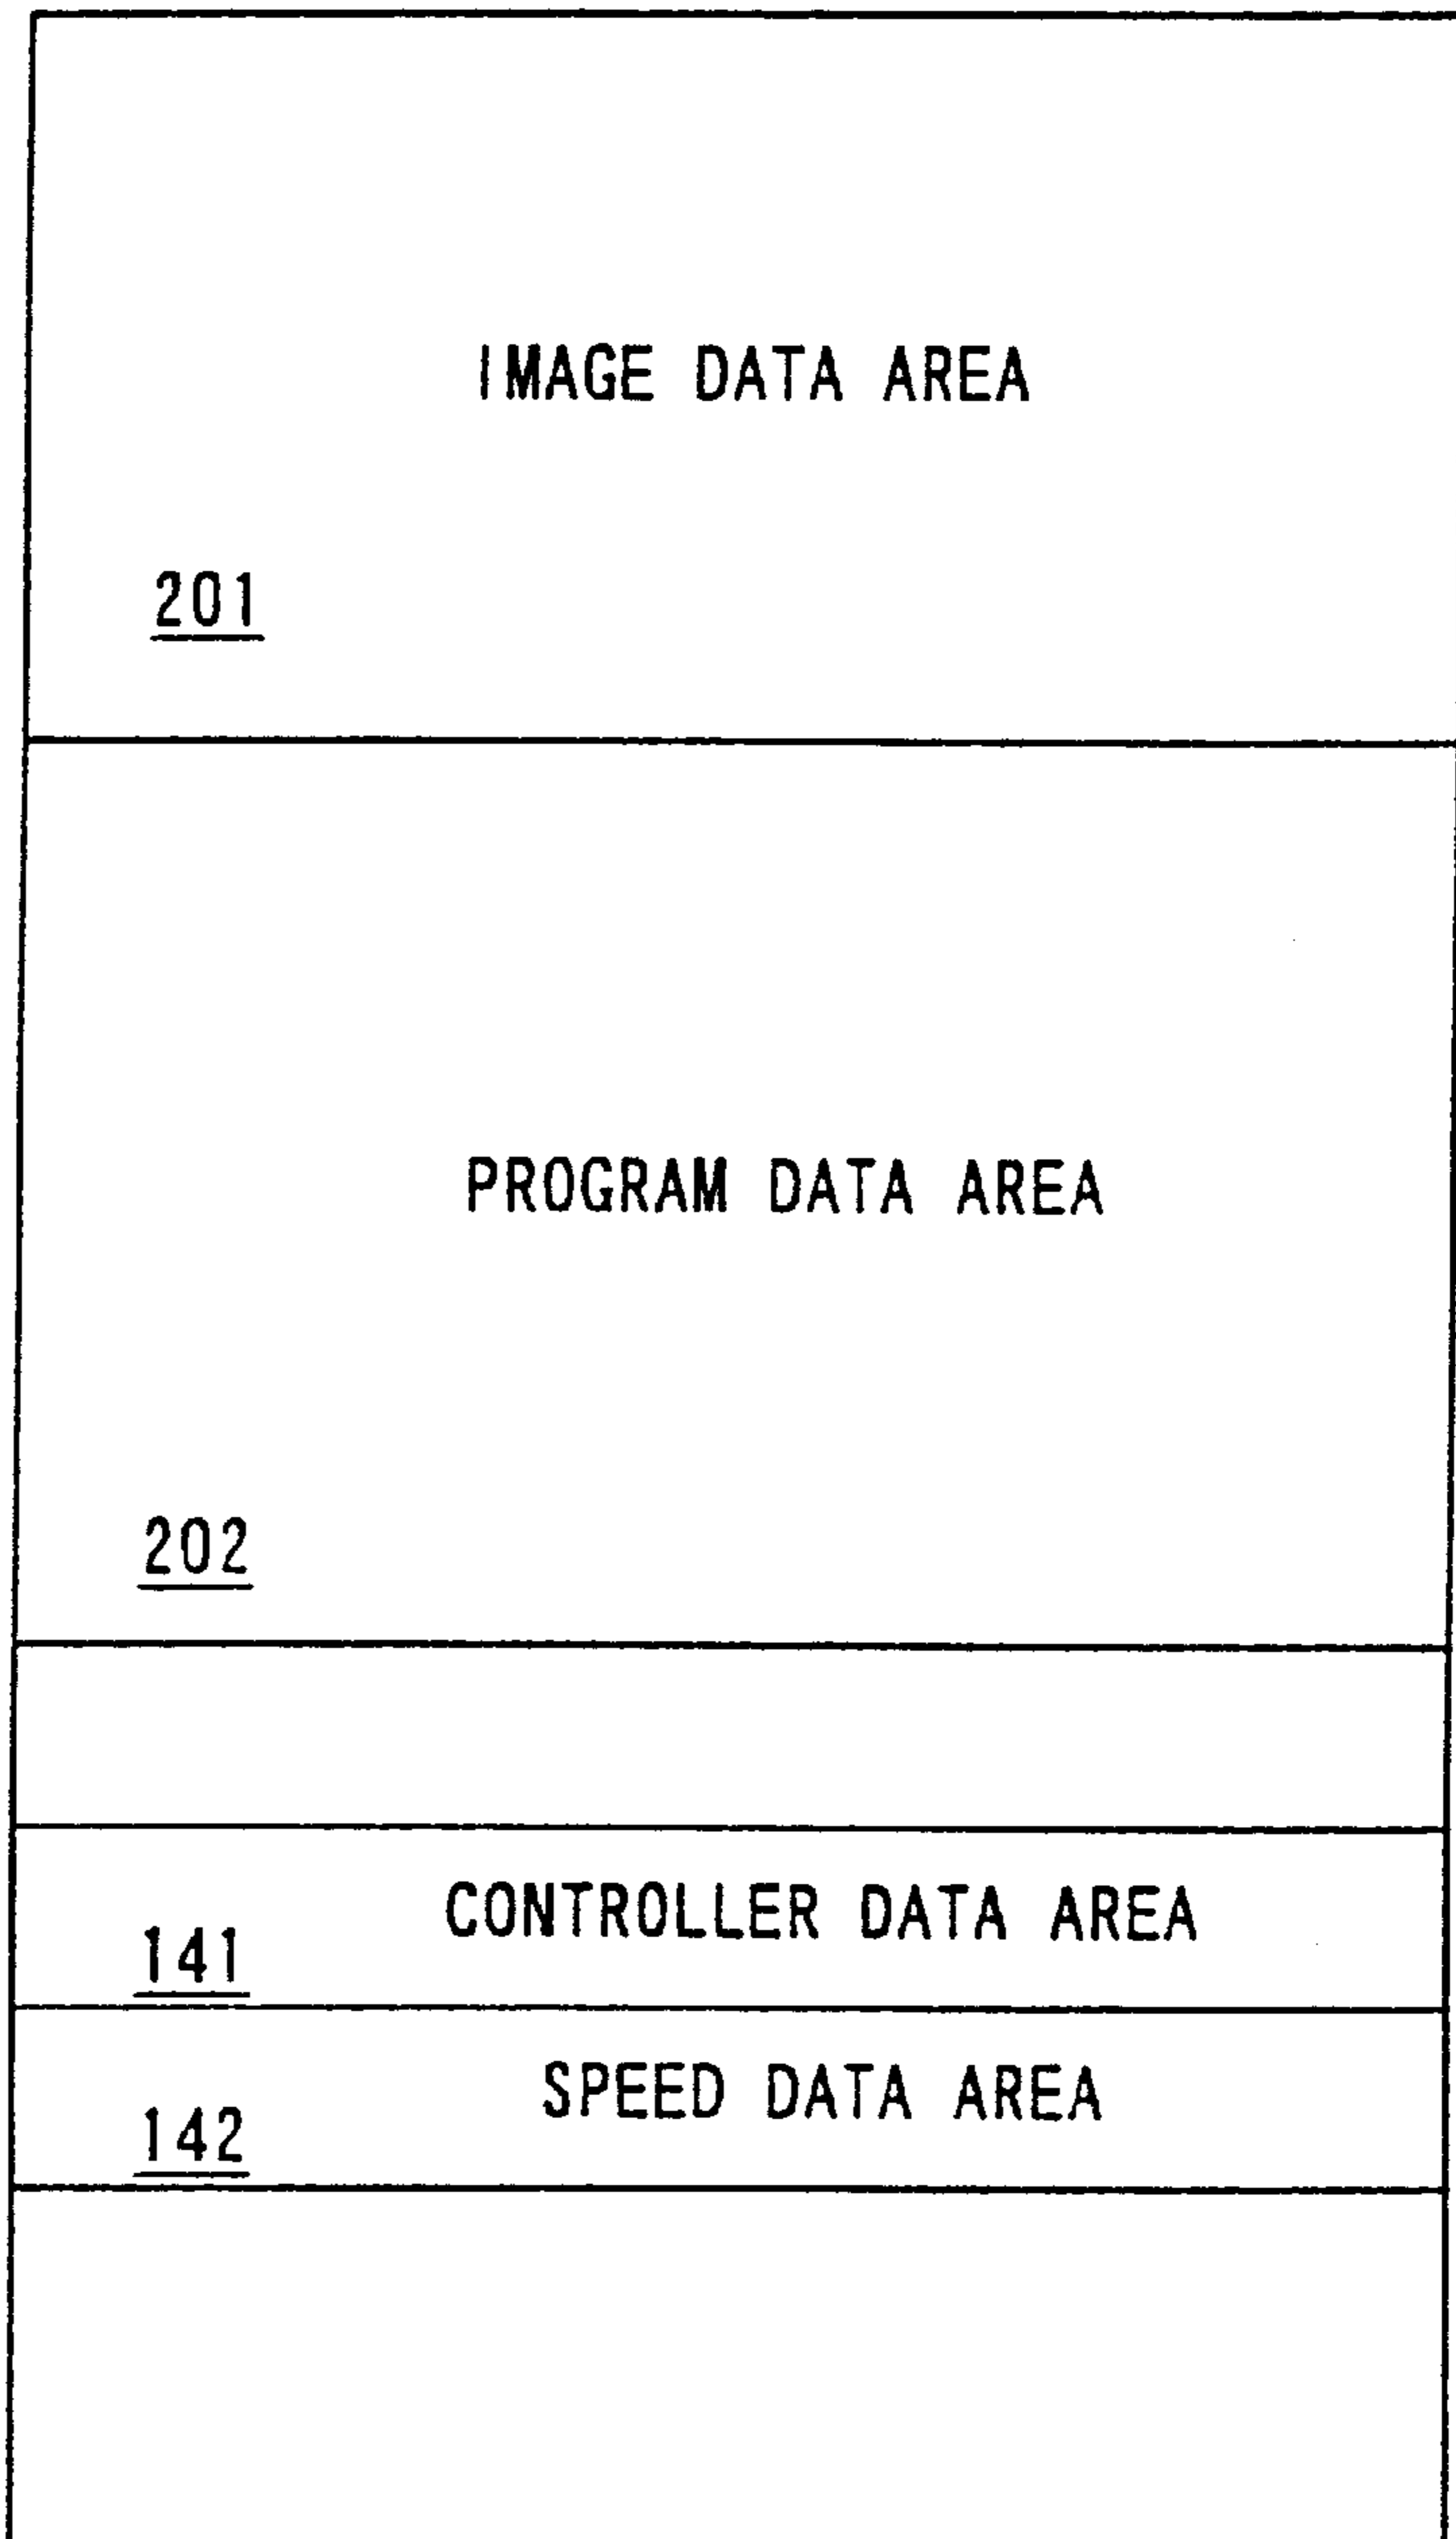 IMAGE DATA AREA
201
PROGRAM DATA AREA
202
CONTROLLER DATA AREA
141
SPEED DATA AREA
142